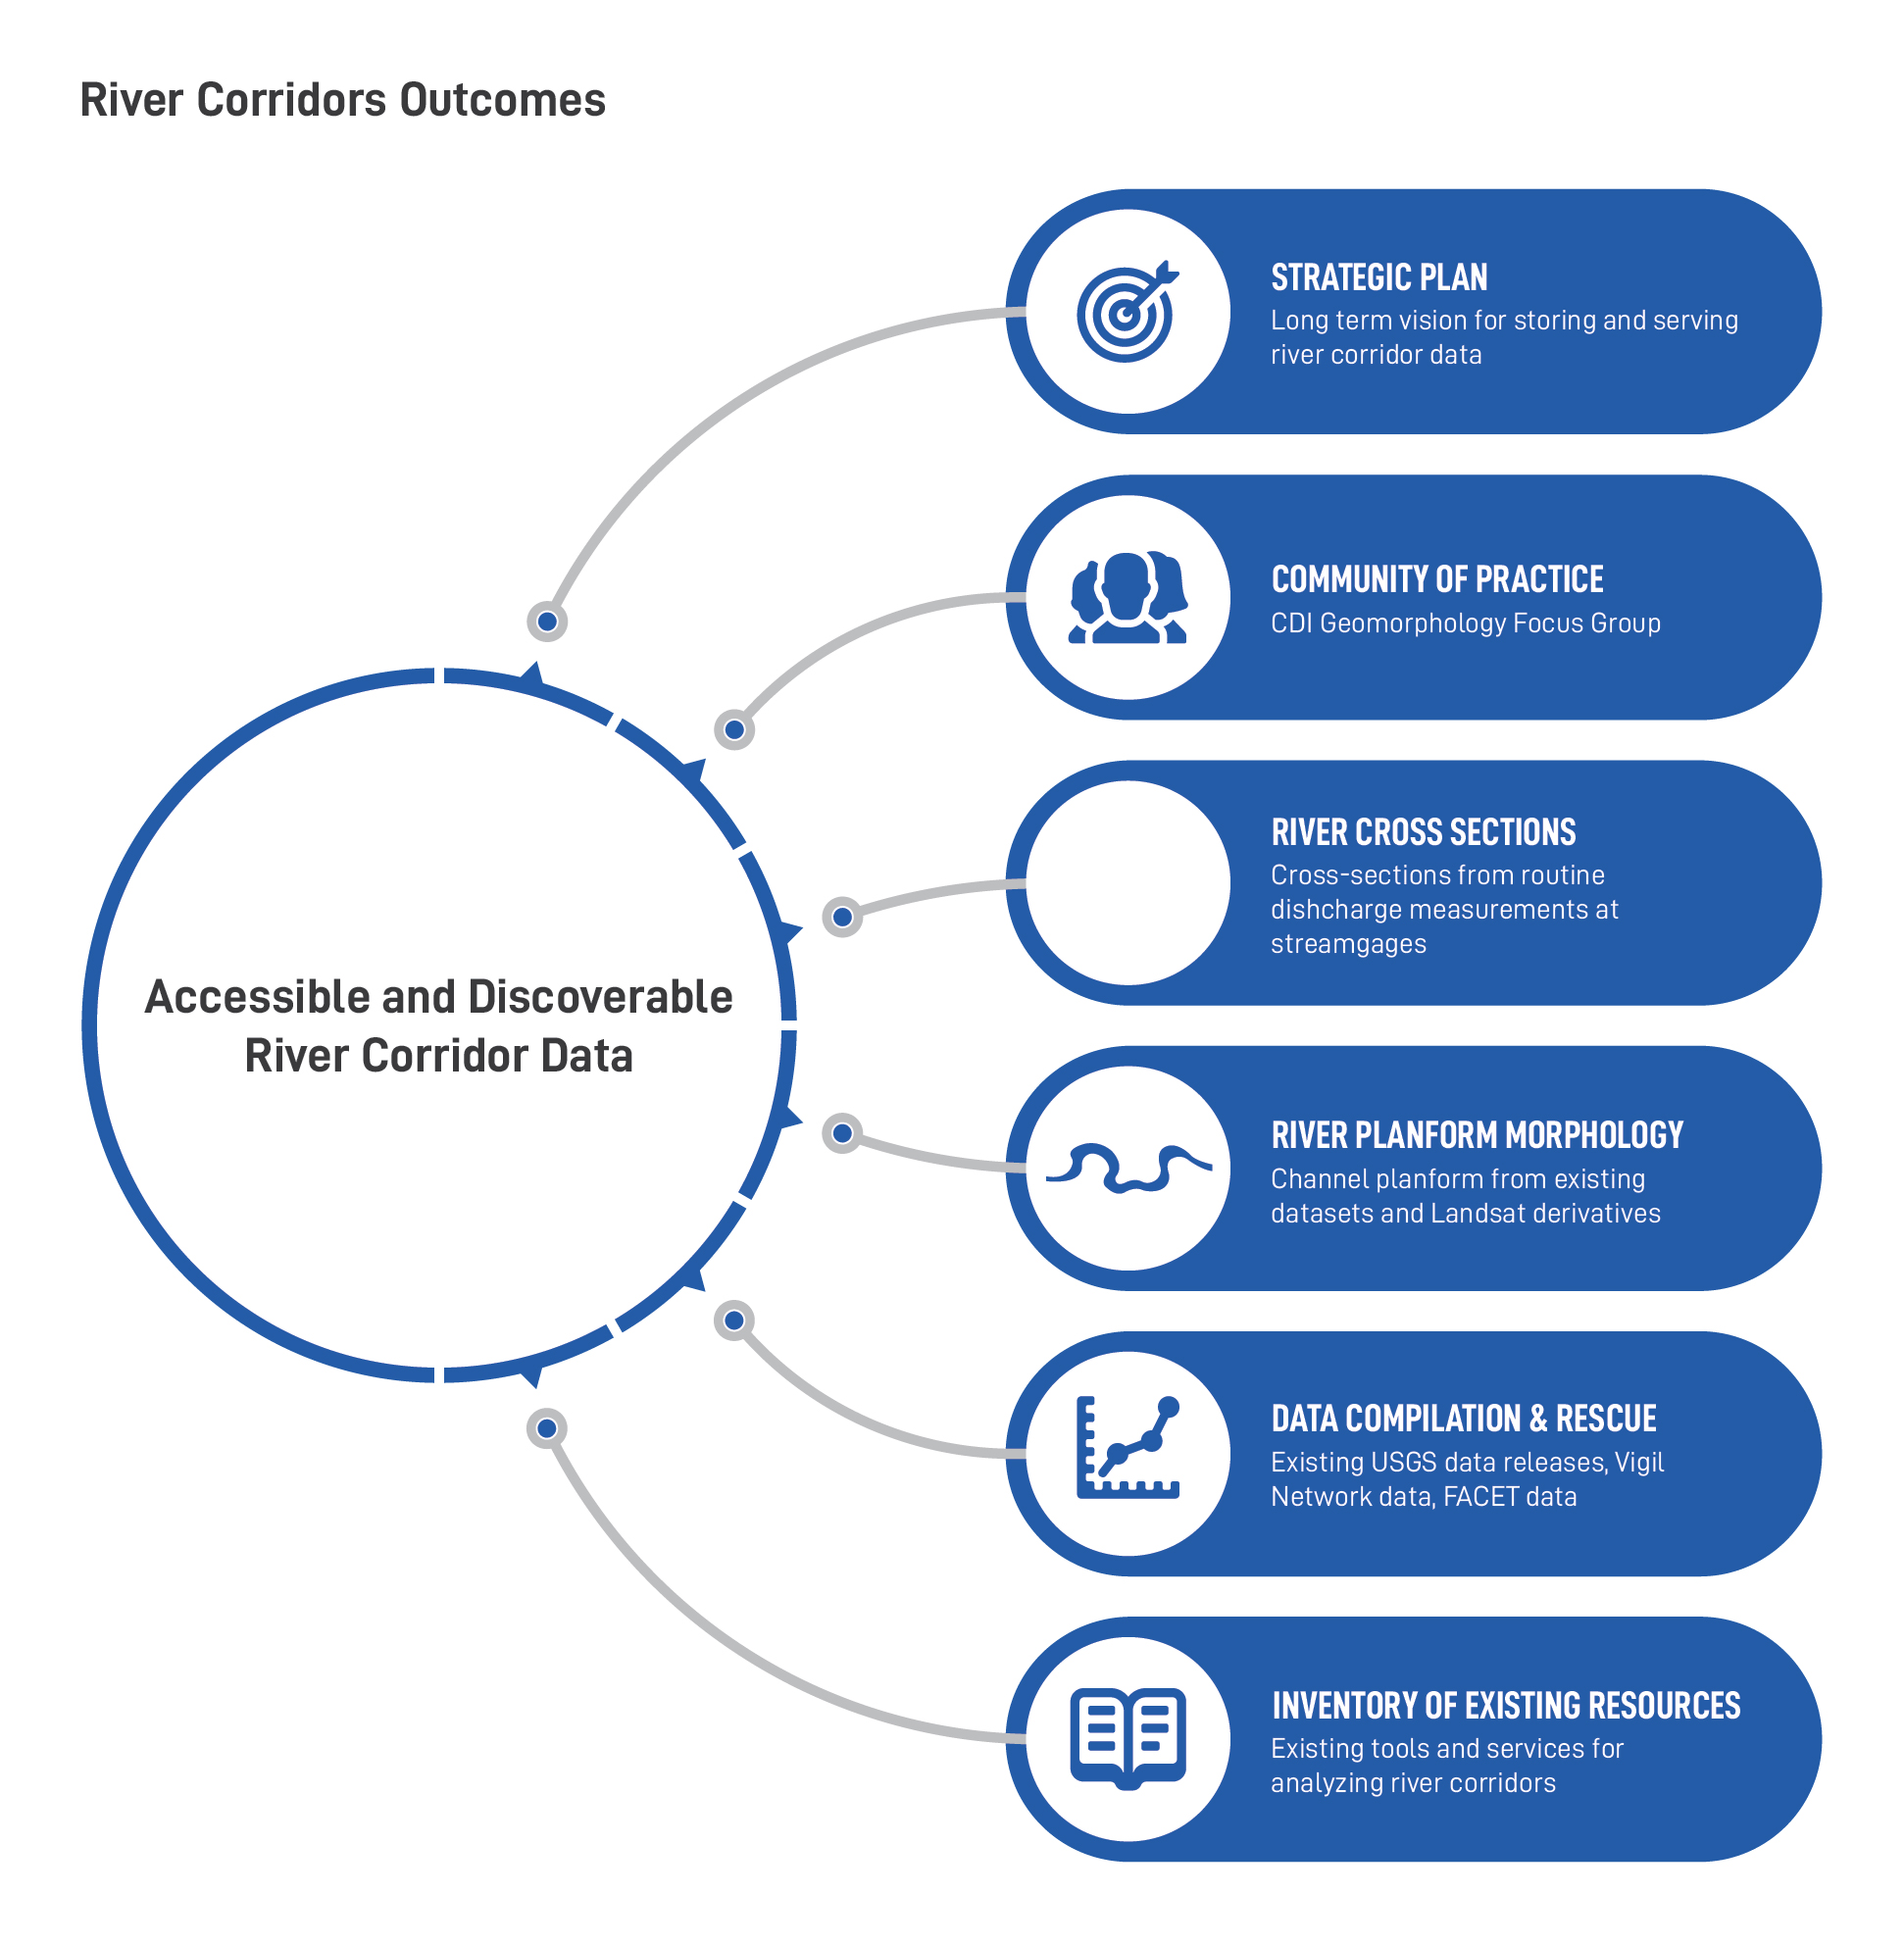 River Corridors Outcomes
STRATEGIC PLAN
Long term vision for storing and serving
river corridor data
COMMUNITY OF PRACTICE
CDI Geomorphology Focus Group
RIVER CROSS SECTIONS
Cross-sections from routine
dishcharge measurements at
streamgages
Accessible and Discoverable
River Corridor Data
RIVER PLANFORM MORPHOLOGY
Channel planform from existing
datasets and Landsat derivatives
DATA COMPILATION & RESCUE
Existing USGS data releases, Vigil
Network data, FACET data
INVENTORY OF EXISTING RESOURCES
Existing tools and services for
analyzing river corridors